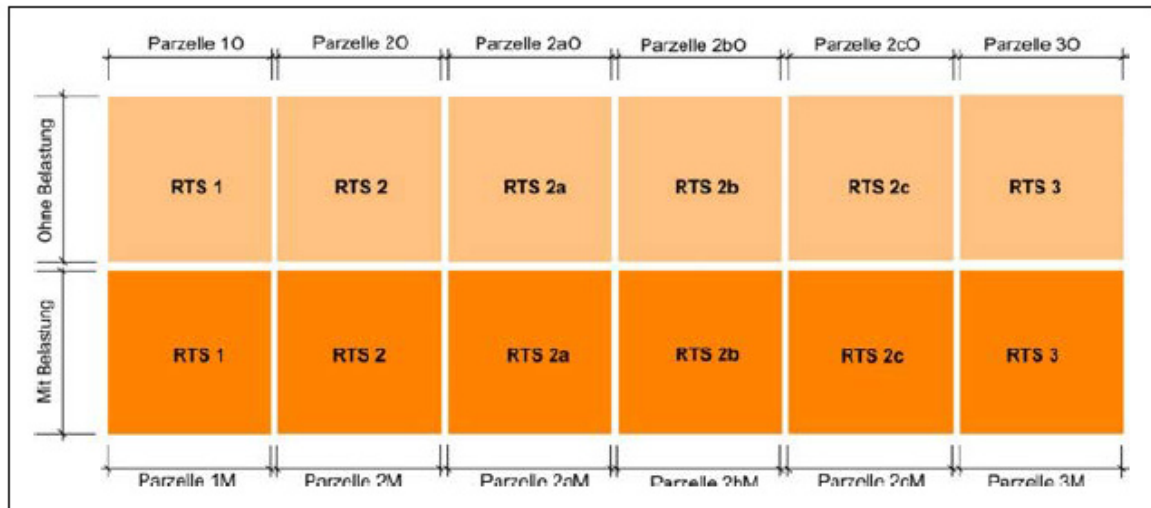 Parzelle 1O Parzelle 2O Parzelle 2aO Parzelle 2bO Parzelle 2cO Parzelle 3O
Ohne Belastung
RTS 1 RTS 2 RTS 2a RTS 2b RTS 2c RTS 3
Mit Belastung
RTS 1 RTS 2 RTS 2a RTS 2b RTS 2c RTS 3
Parzelle 1M Parzelle 2M Parzelle 2aM Parzelle 2bM Parzelle 2cM Parzelle 3M